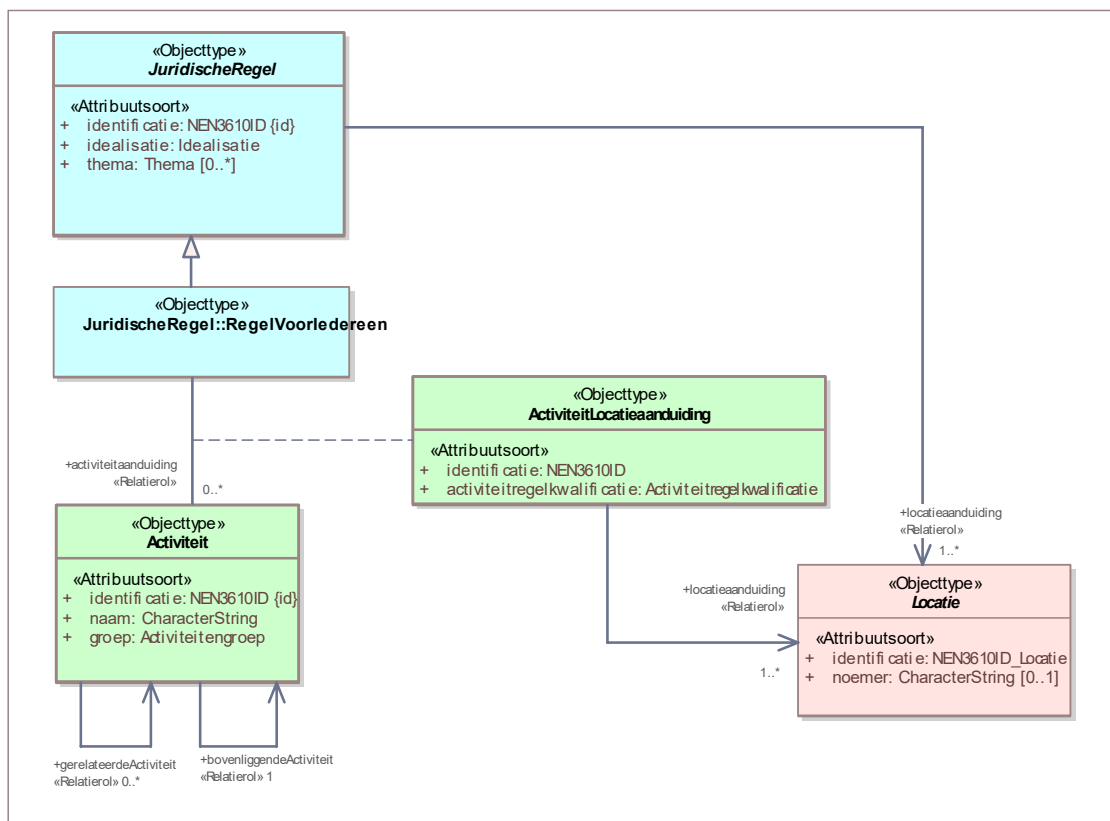 «Objecttype»
JuridischeRegel
«Attribuutsoort»
+ identificatie: NEN3610ID {id}
+ idealisatie: Idealisatie
+ thema: Thema [0..*]
«Objecttype»
JuridischeRegel::RegelVoorIedereen
«Objecttype»
ActiviteitLocatieaanduiding
«Attribuutsoort»
+ identificatie: NEN3610ID
+ activiteitregelkwalificatie: Activiteitregelkwalificatie
+activiteitaanduiding
«Relatierol»
0..*
«Objecttype»
Activiteit
«Attribuutsoort»
+ identificatie: NEN3610ID {id}
+ naam: CharacterString
+ groep: Activiteitengroep
+locatieaanduiding
«Relatierol»
1..*
+locatieaanduiding
«Relatierol»
1..*
«Objecttype»
Locatie
«Attribuutsoort»
+ identificatie: NEN3610ID_Locatie
+ noemer: CharacterString [0..1]
+gerelateerdeActiviteit
«Relatierol» 0..*
+bovenliggendeActiviteit
«Relatierol» 1